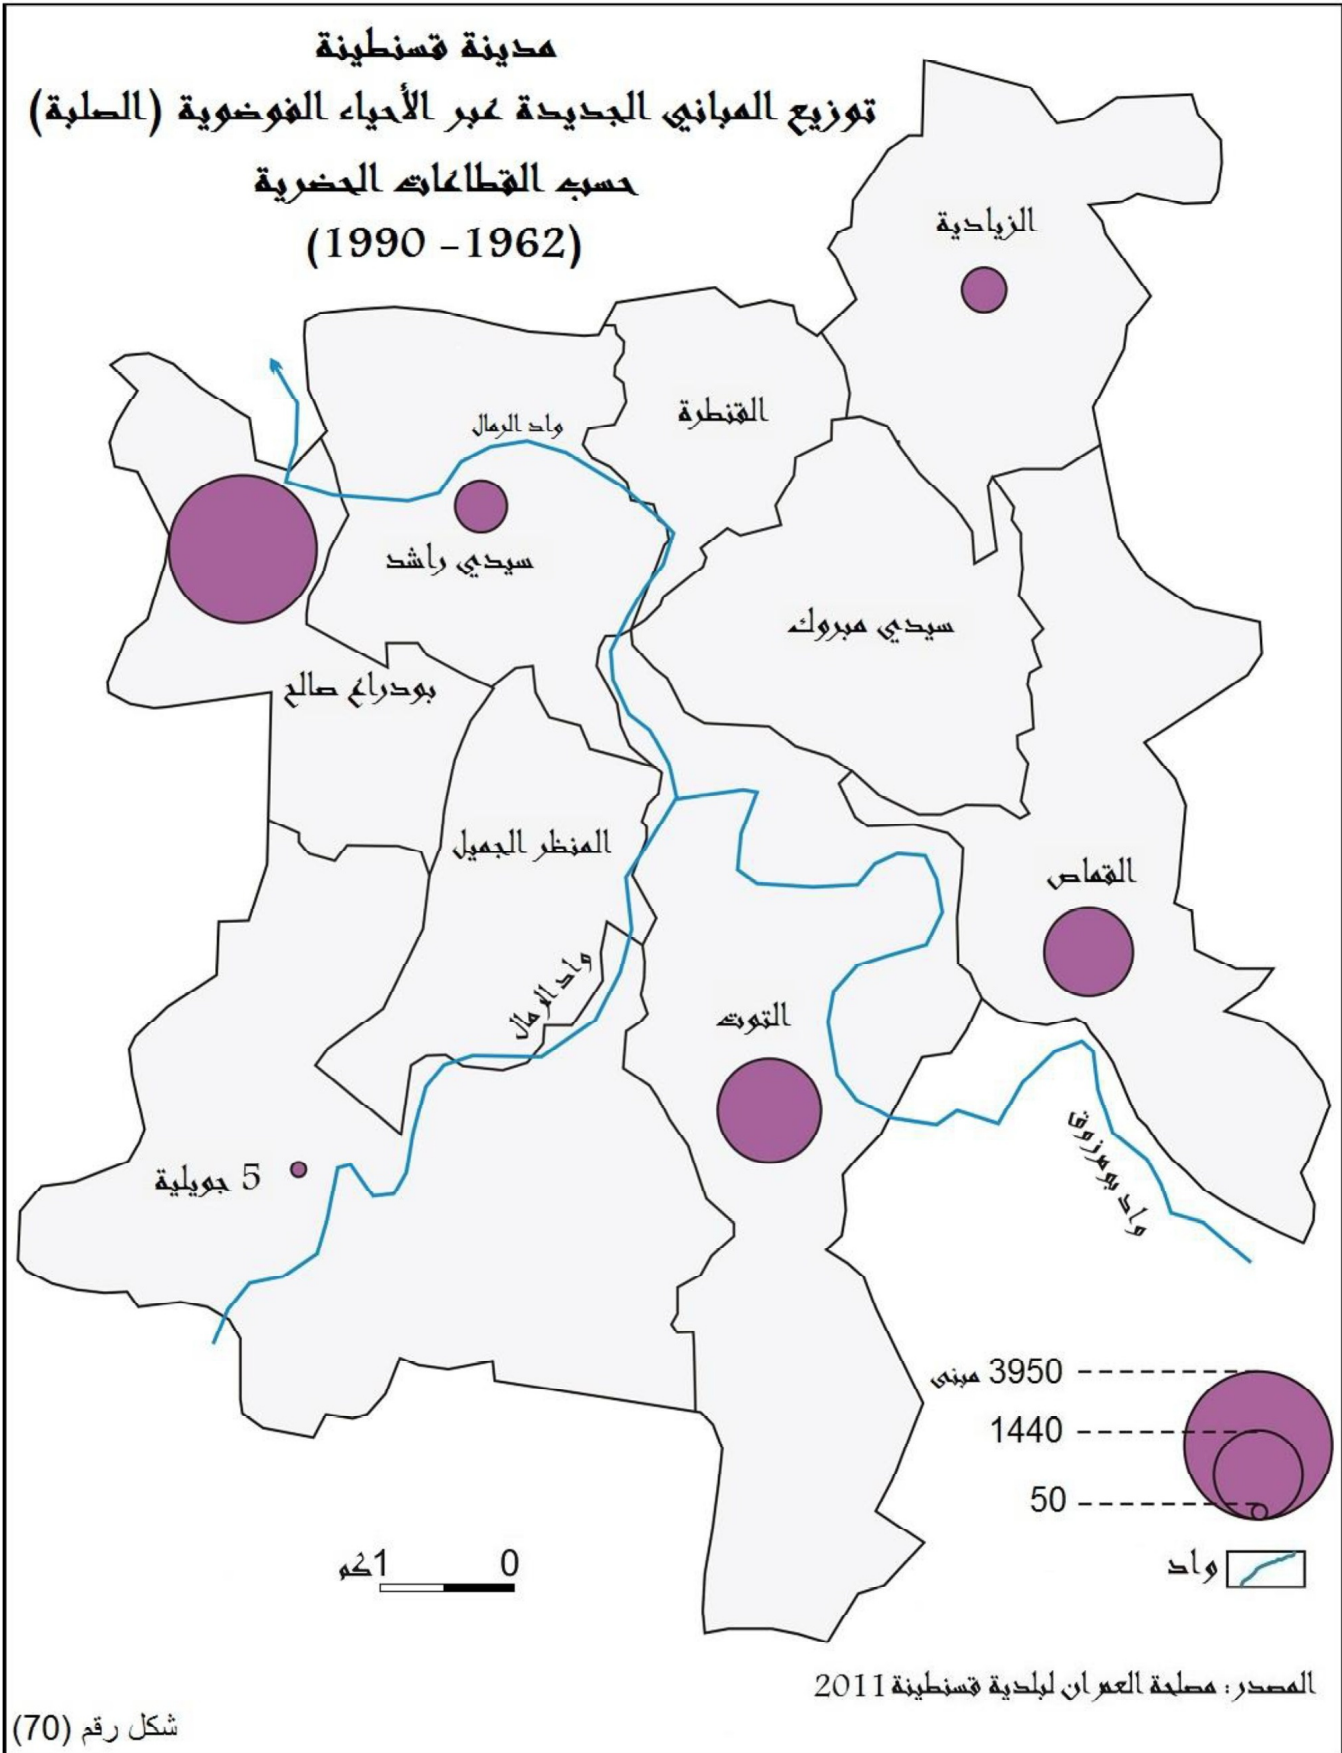 مدينة قسنطينة
توزيع المباني الجديدة عبر الأحياء الفوضوية (الصلبة)
حسب القطاعات الحضرية
(1962 – 1990)
الزيادية
القنطرة
واد الرمال
سيدي راشد
سيدي مبروك
بودراع صالح
المنظر الجميل
القماص
واد الرمال
التوت
واد بومرزوق
5 جويلية
3950 مبنى
1440
50
0 1كم
واد
المصدر: مصلحة العمران لبلدية قسنطينة 2011
شكل رقم (70)